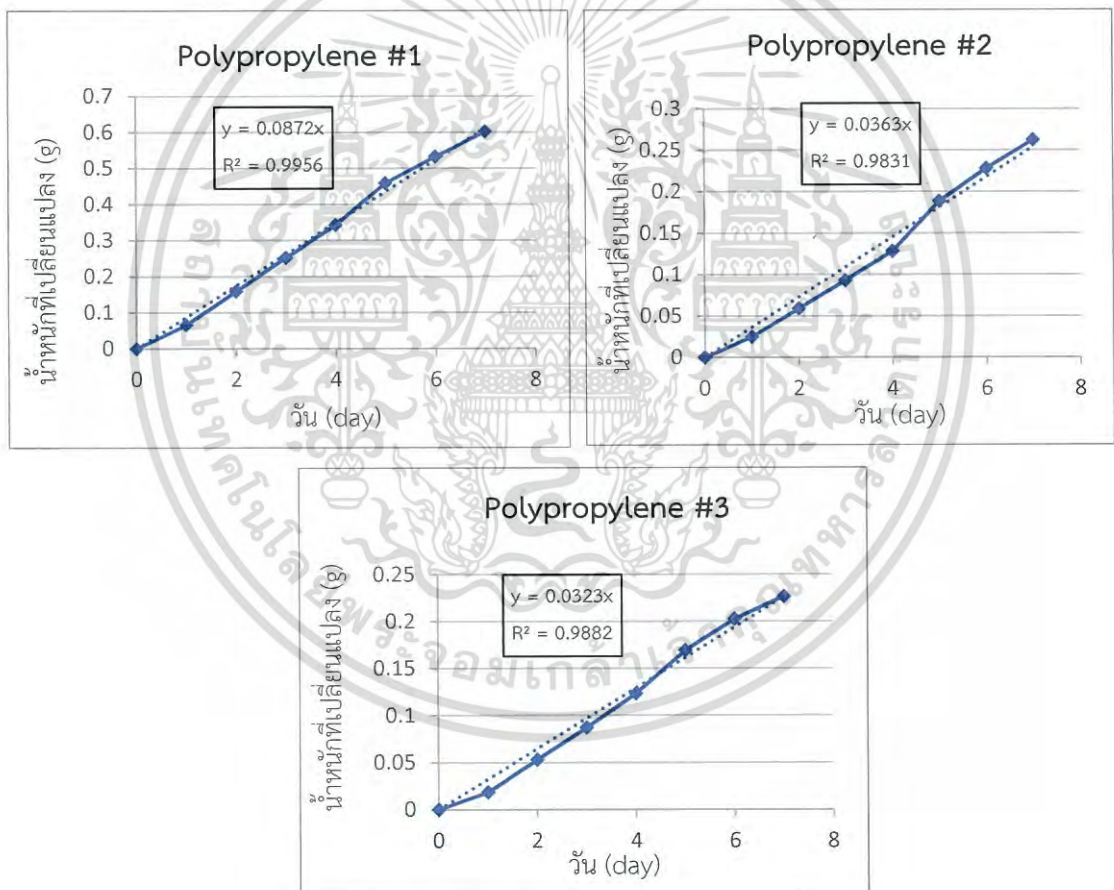 Polypropylene #1
น้ำหนักที่เปลี่ยนแปลง (g)
0.7
0.6
0.5
0.4
0.3
0.2
0.1
0
y = 0.0872x
R² = 0.9956
0 2 4 6 8
วัน (day)
Polypropylene #2
น้ำหนักที่เปลี่ยนแปลง (g)
0.3
0.25
0.2
0.15
0.1
0.05
0
y = 0.0363x
R² = 0.9831
0 2 4 6 8
วัน (day)
Polypropylene #3
น้ำหนักที่เปลี่ยนแปลง (g)
0.25
0.2
0.15
0.1
0.05
0
y = 0.0323x
R² = 0.9882
0 2 4 6 8
วัน (day)